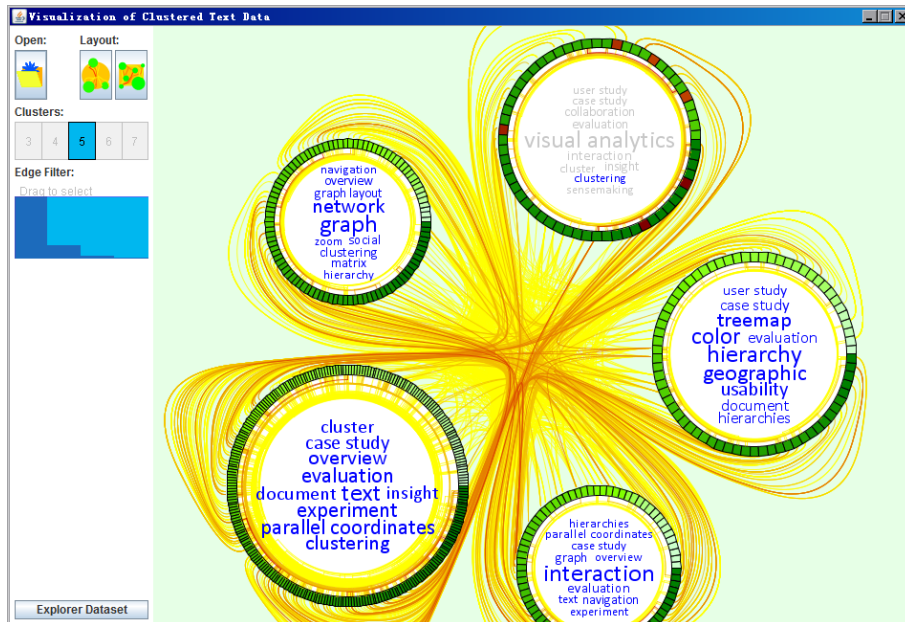 Visualization of Clustered Text Data
Open:
Layout:
Clusters:
3 4 5 6 7
Edge Filter:
Drag to select
Explorer Dataset
user study
case study
collaboration
evaluation
visual analytics
interaction
cluster insight
clustering
sensemaking
navigation
overview
graph layout
network
graph
zoom social
clustering
matrix
hierarchy
user study
case study
treemap
color evaluation
hierarchy
geographic
usability
document
hierarchies
cluster
case study
overview
evaluation
document text insight
experiment
parallel coordinates
clustering
hierarchies
parallel coordinates
case study
graph overview
interaction
evaluation
text navigation
experiment